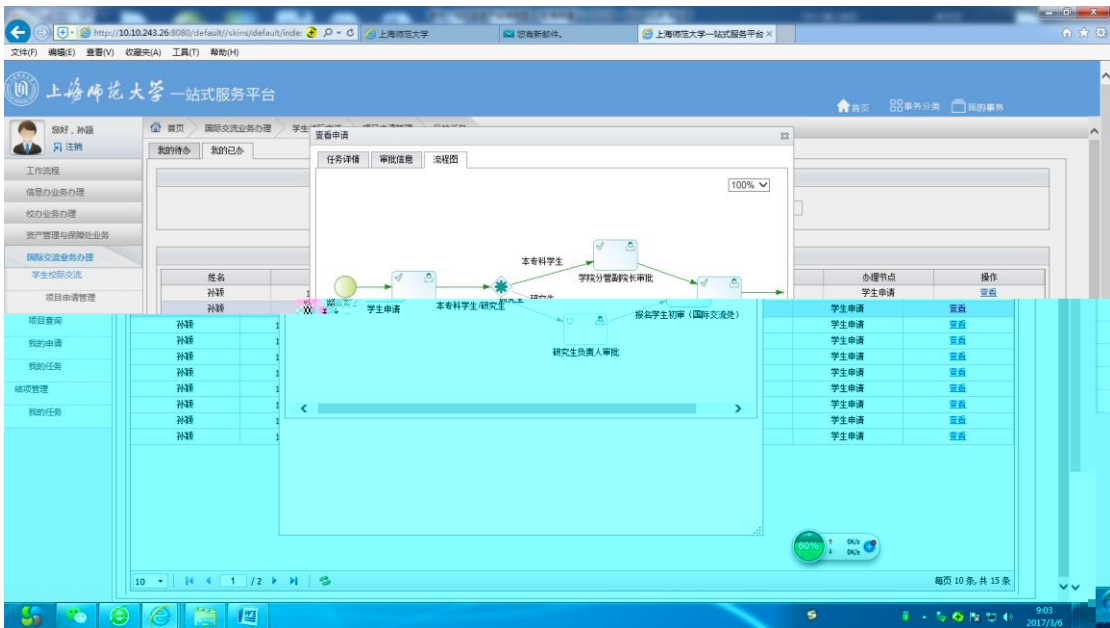 http://10.10.243.26:8080/default//skins/default/inde:
上海师范大学
您有新邮件。
上海师范大学一站式服务平台 ×
文件(F) 编辑(E) 查看(V) 收藏夹(A) 工具(T) 帮助(H)
上海师范大学 一站式服务平台
首页 事务分类 我的事务
您好，孙颖
注销
首页 国际交流业务办理
我的待办 我的已办
工作流程
信息办业务办理
校办业务办理
资产管理与保障处业务
国际交流业务办理
学生校际交流
项目申请管理
项目查询
我的申请
我的任务
结项管理
我的任务
查看申请
任务详情 审批信息 流程图
100%
本专科学生
学院分管副院长审批
学生申请
本专科学生/研究生
报名学生初审（国际交流处）
研究生负责人审批
姓名 办理节点 操作
孙颖 学生申请 查看
孙颖 学生申请 查看
孙颖 学生申请 查看
孙颖 学生申请 查看
孙颖 学生申请 查看
孙颖 学生申请 查看
孙颖 学生申请 查看
孙颖 学生申请 查看
孙颖 学生申请 查看
孙颖 学生申请 查看
60% 0K/s
0K/s
10 1 /2
每页 10 条, 共 15 条
9:03
2017/3/6